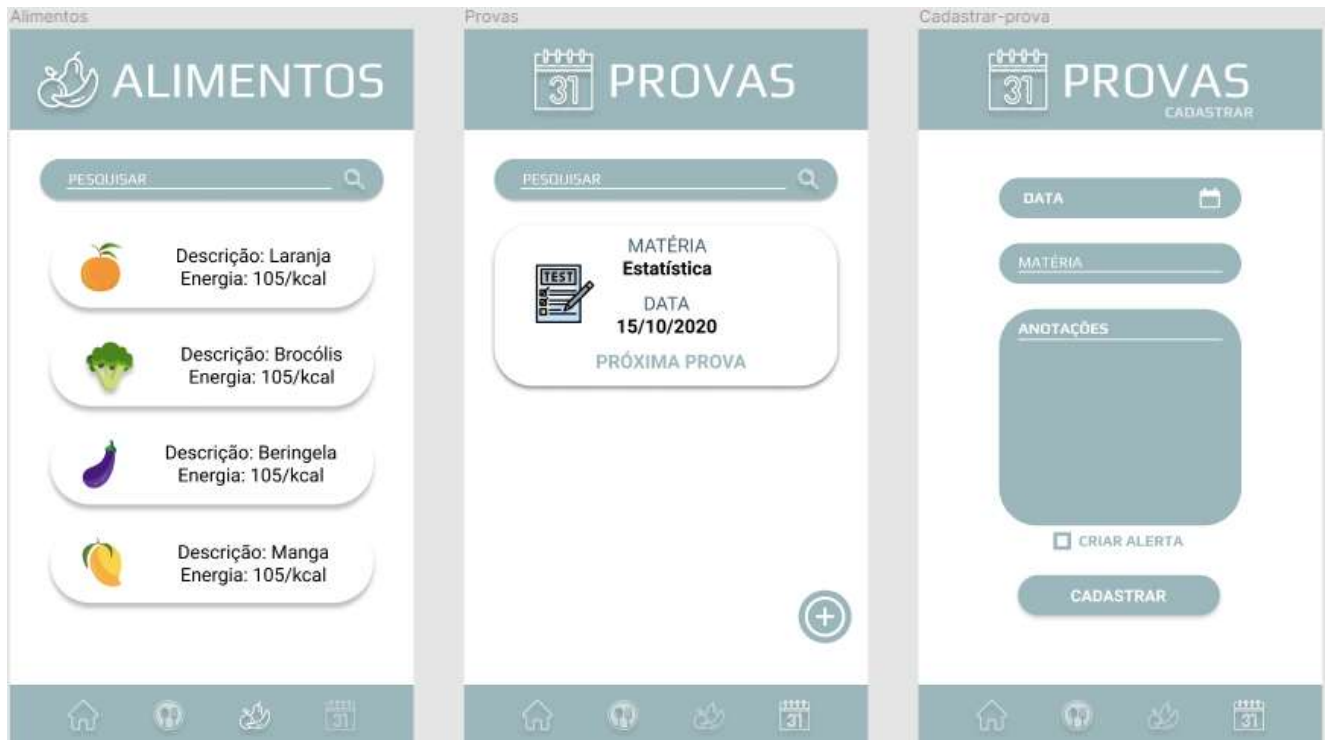 Alimentos
ALIMENTOS
PESQUISAR
Descrição: Laranja
Energia: 105/kcal
Descrição: Brocólis
Energia: 105/kcal
Descrição: Beringela
Energia: 105/kcal
Descrição: Manga
Energia: 105/kcal
31
Provas
31
PROVAS
PESQUISAR
TEST
MATÉRIA
Estatística
DATA
15/10/2020
PRÓXIMA PROVA
31
Cadastrar-prova
31
PROVAS
CADASTRAR
DATA
MATÉRIA
ANOTAÇÕES
CRIAR ALERTA
CADASTRAR
31